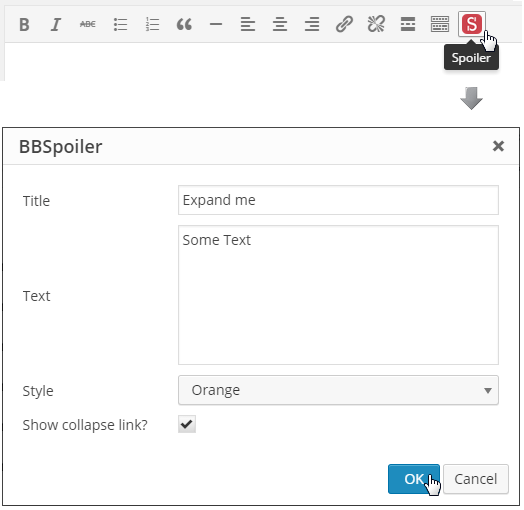 B I ABC
S
Spoiler
BBSpoiler
Title
Expand me
Text
Some Text
Style
Orange
Show collapse link?
OK
Cancel